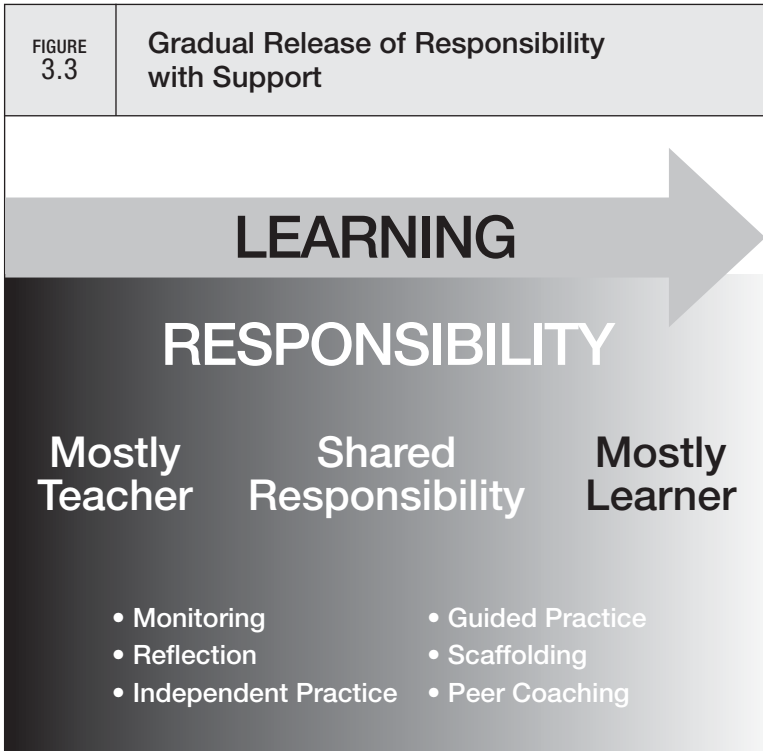 FIGURE
3.3
Gradual Release of Responsibility
with Support
LEARNING
RESPONSIBILITY
Mostly
Teacher
Shared
Responsibility
Mostly
Learner
• Monitoring
• Reflection
• Independent Practice
• Guided Practice
• Scaffolding
• Peer Coaching